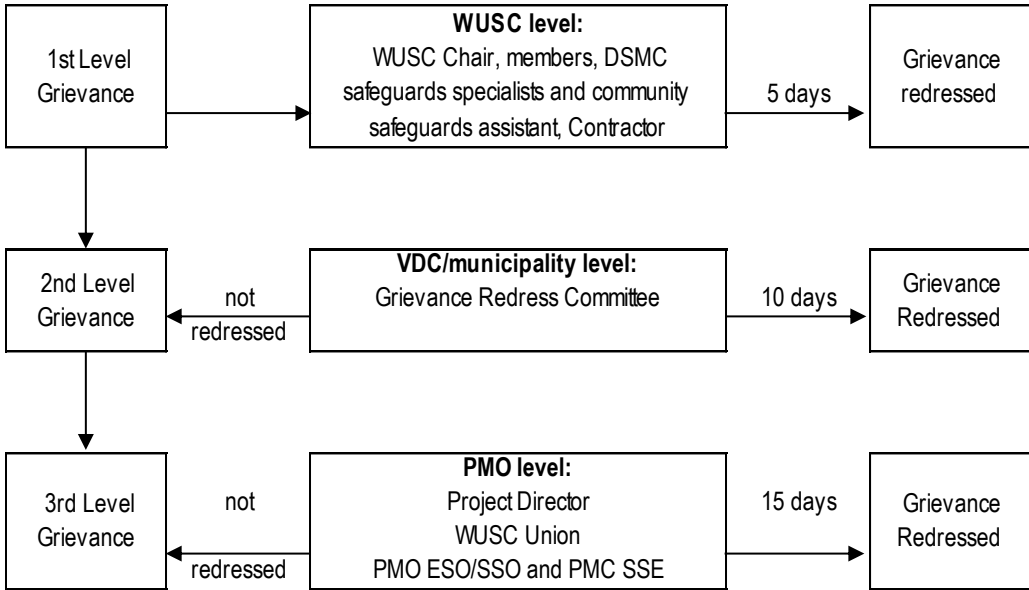 1st Level
Grievance
WUSC level:
WUSC Chair, members, DSMC
safeguards specialists and community
safeguards assistant, Contractor
5 days
Grievance
redressed
2nd Level
Grievance
not
redressed
VDC/municipality level:
Grievance Redress Committee
10 days
Grievance
Redressed
3rd Level
Grievance
not
redressed
PMO level:
Project Director
WUSC Union
PMO ESO/SSO and PMC SSE
15 days
Grievance
Redressed